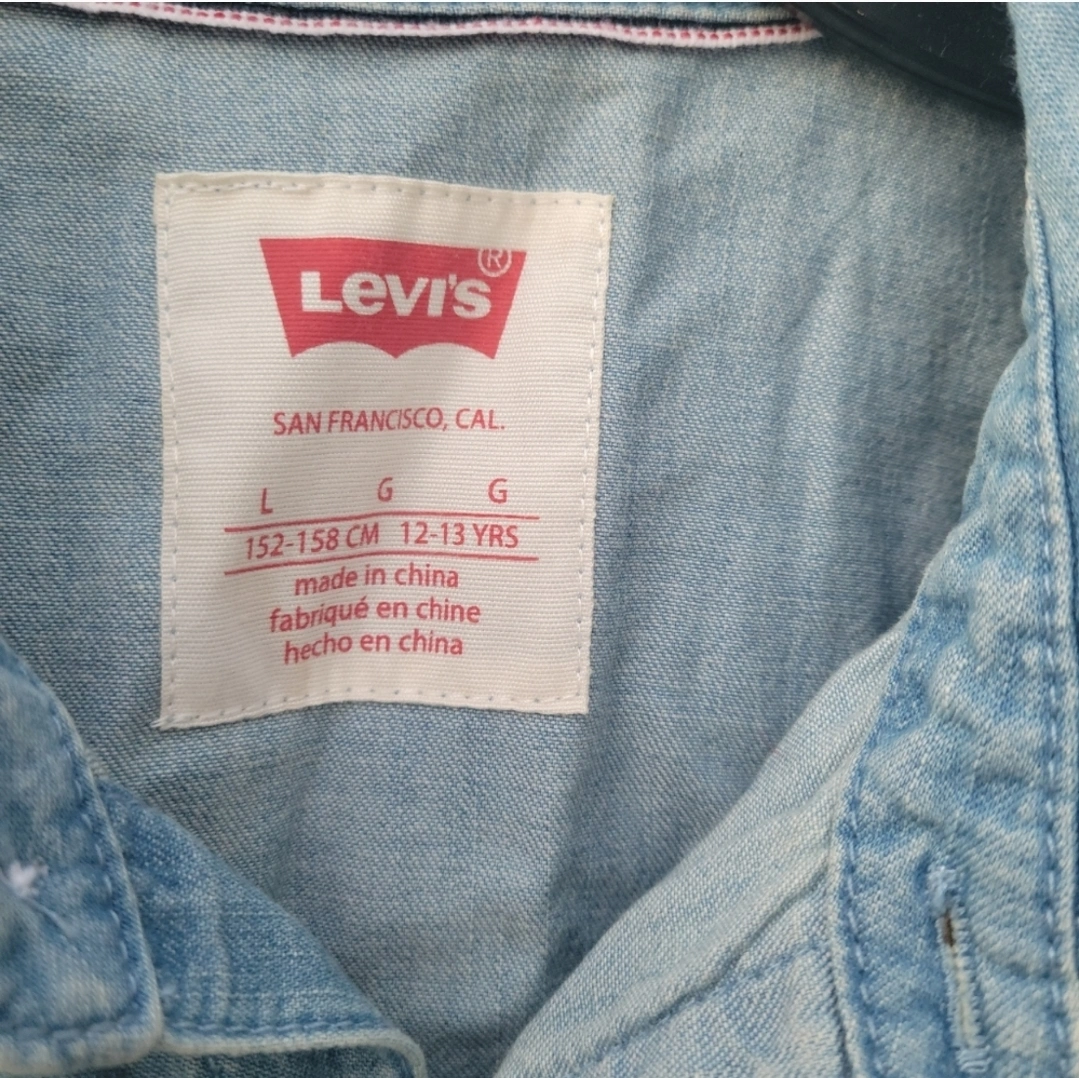 Levi's®
SAN FRANCISCO, CAL.
L G G
152-158 CM 12-13 YRS
made in china
fabriqué en chine
hecho en china